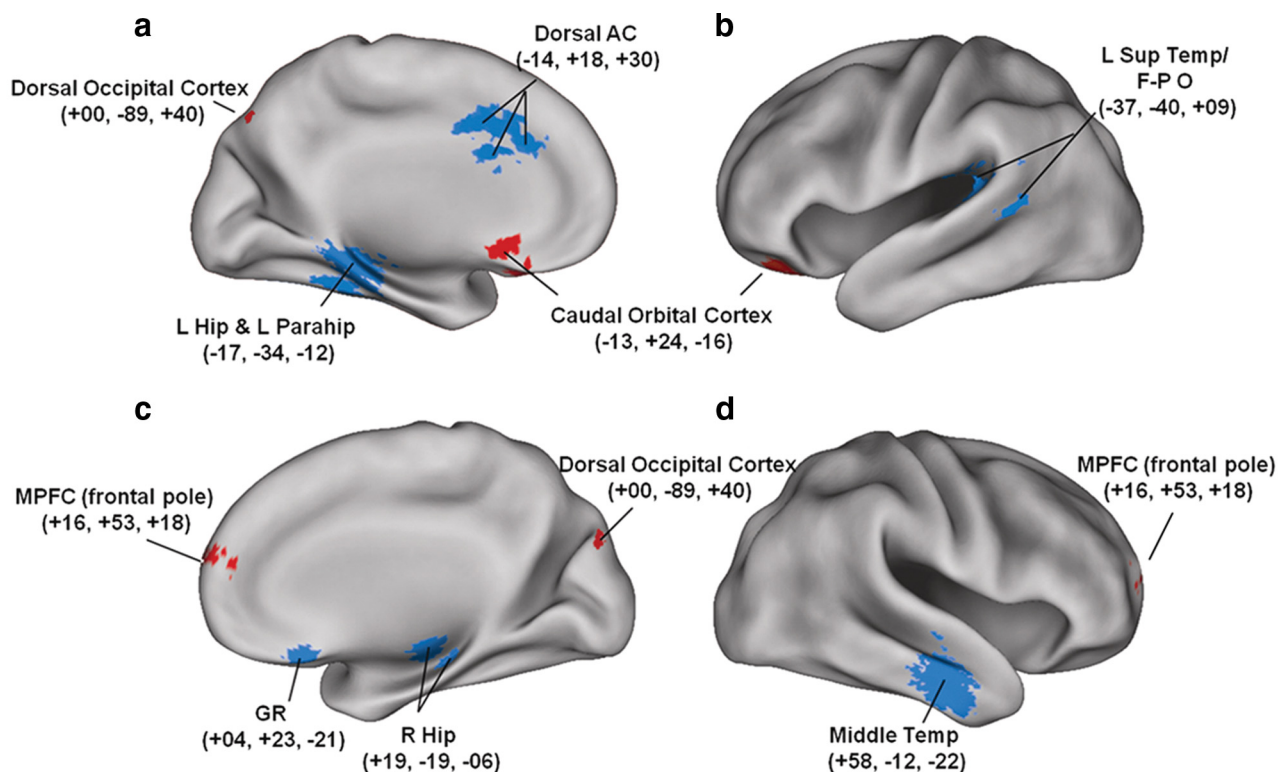 a
Dorsal AC
(-14, +18, +30)
Dorsal Occipital Cortex
(+00, -89, +40)
L Hip & L Parahip
(-17, -34, -12)
Caudal Orbital Cortex
(-13, +24, -16)
b
L Sup Temp/
F-P O
(-37, -40, +09)
c
MPFC (frontal pole)
(+16, +53, +18)
Dorsal Occipital Cortex
(+00, -89, +40)
GR
(+04, +23, -21)
R Hip
(+19, -19, -06)
d
MPFC (frontal pole)
(+16, +53, +18)
Middle Temp
(+58, -12, -22)